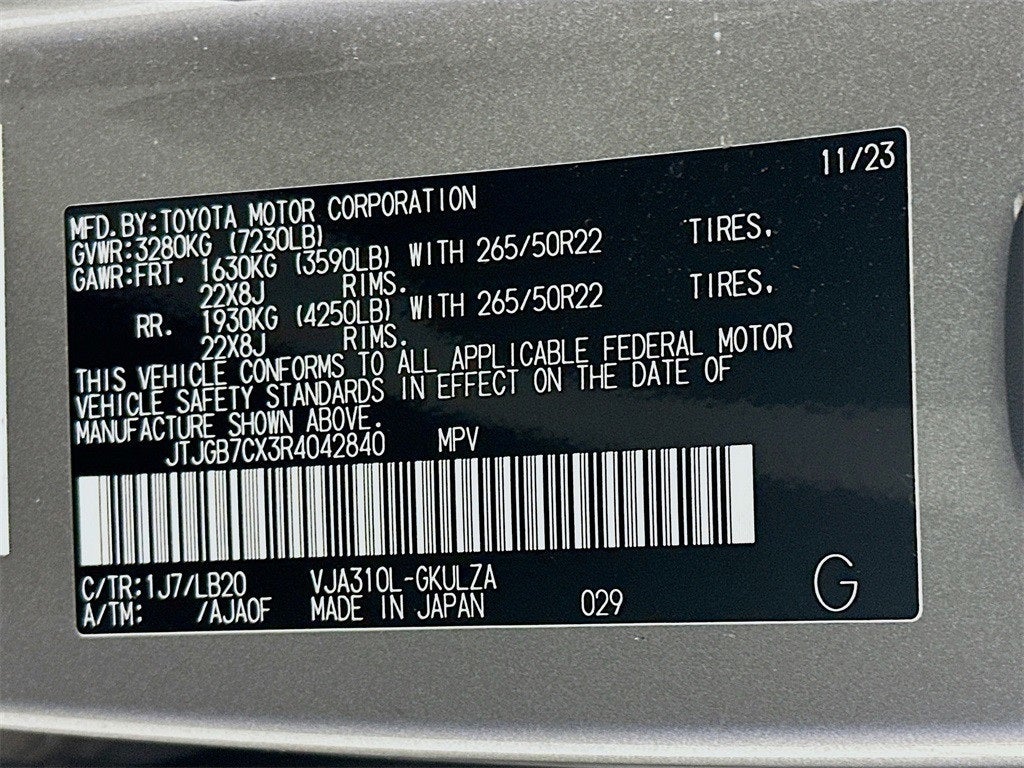 11/23
MFD.BY:TOYOTA MOTOR CORPORATION
GVWR:3280KG (7230LB)
GAWR:FRT. 1630KG (3590LB) WITH 265/50R22 TIRES,
22X8J RIMS.
RR. 1930KG (4250LB) WITH 265/50R22 TIRES,
22X8J RIMS.
THIS VEHICLE CONFORMS TO ALL APPLICABLE FEDERAL MOTOR
VEHICLE SAFETY STANDARDS IN EFFECT ON THE DATE OF
MANUFACTURE SHOWN ABOVE.
JTJGB7CX3R4042840 MPV
C/TR:1J7/LB20 VJA310L-GKULZA
A/TM: /AJA0F MADE IN JAPAN 029 G